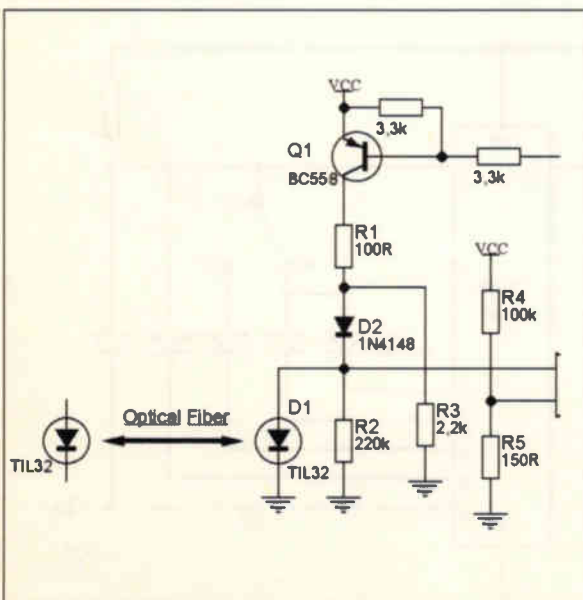 VCC
3,3k
Q1
BC558
3,3k
R1
100R
VCC
R4
100k
D2
1N4148
Optical Fiber
D1
R2
220k
R3
2,2k
R5
150R
TIL32
TIL32